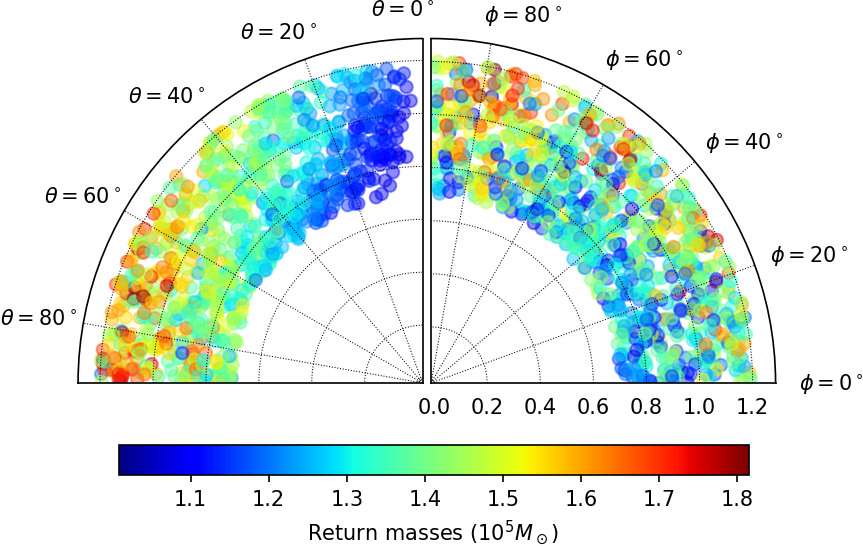 θ = 0°
θ = 20°
θ = 40°
θ = 60°
θ = 80°
ϕ = 80°
ϕ = 60°
ϕ = 40°
ϕ = 20°
ϕ = 0°
0.0 0.2 0.4 0.6 0.8 1.0 1.2
1.1 1.2 1.3 1.4 1.5 1.6 1.7 1.8
Return masses (10⁵M⊙)